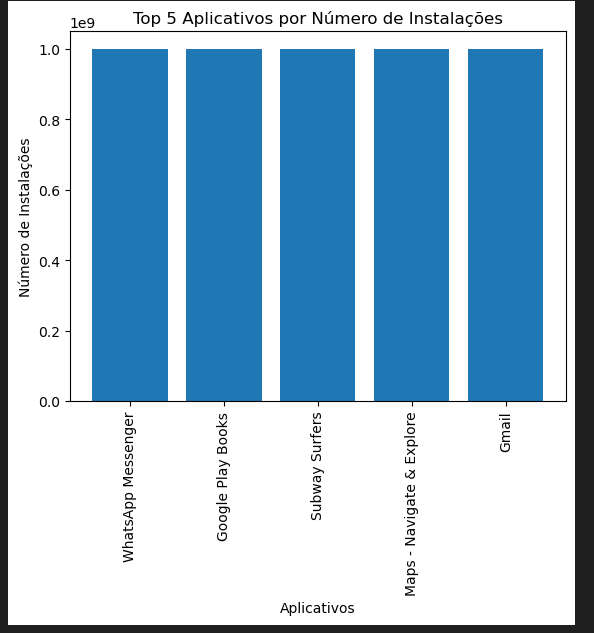 Top 5 Aplicativos por Número de Instalações
1e9
1.0
0.8
0.6
0.4
0.2
0.0
Número de Instalações
WhatsApp Messenger
Google Play Books
Subway Surfers
Maps - Navigate & Explore
Gmail
Aplicativos